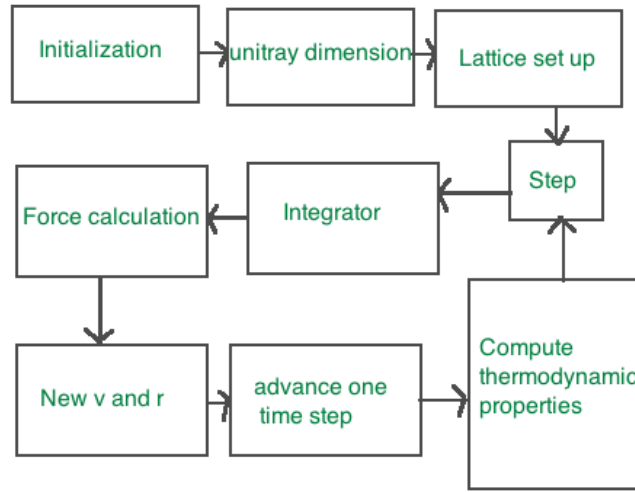 Initialization
unitray dimension
Lattice set up
Step
Integrator
Force calculation
New v and r
advance one
time step
Compute
thermodynamic
properties